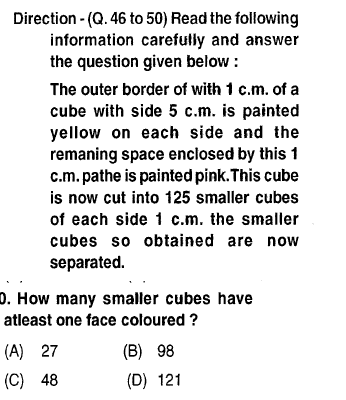 Direction - (Q. 46 to 50) Read the following
information carefully and answer
the question given below :
The outer border of with 1 c.m. of a
cube with side 5 c.m. is painted
yellow on each side and the
remaning space enclosed by this 1
c.m. pathe is painted pink.This cube
is now cut into 125 smaller cubes
of each side 1 c.m. the smaller
cubes so obtained are now
separated.
0. How many smaller cubes have
atleast one face coloured ?
(A) 27 (B) 98
(C) 48 (D) 121